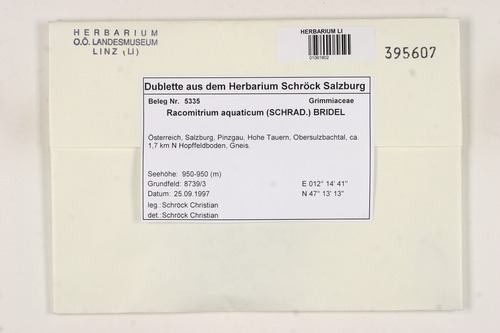 HERBARIUM
O.Ö. LANDESMUSEUM
LINZ (LI)
HERBARIUM LI
01061602
395607
Dublette aus dem Herbarium Schröck Salzburg
Beleg Nr. 5335 Grimmiaceae
Racomitrium aquaticum (SCHRAD.) BRIDEL
Österreich, Salzburg, Pinzgau, Hohe Tauern, Obersulzbachtal, ca.
1,7 km N Hopffeldboden, Gneis.
Seehöhe: 950-950 (m)
Grundfeld: 8739/3 E 012° 14' 41"
Datum: 25.09.1997 N 47° 13' 13"
leg.:Schröck Christian
det.:Schröck Christian